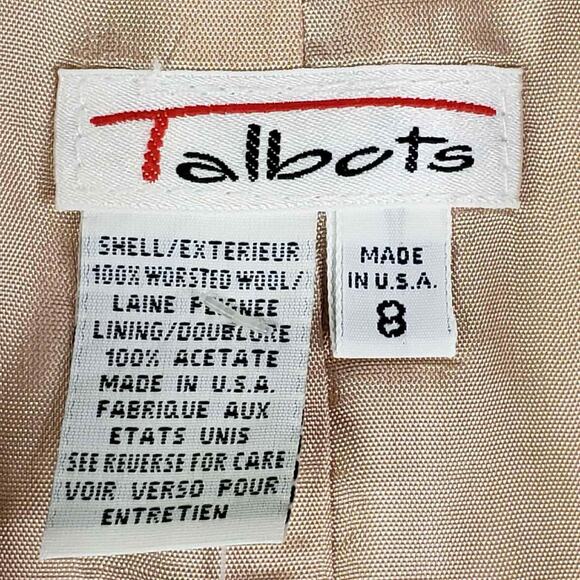 Talbots
SHELL/EXTERIEUR
100% WORSTED WOOL/
LAINE PEIGNEE
LINING/DOUBLURE
100% ACETATE
MADE IN U.S.A.
FABRIQUE AUX
ETATS UNIS
SEE REVERSE FOR CARE
VOIR VERSO POUR
ENTRETIEN
MADE
IN U.S.A.
8